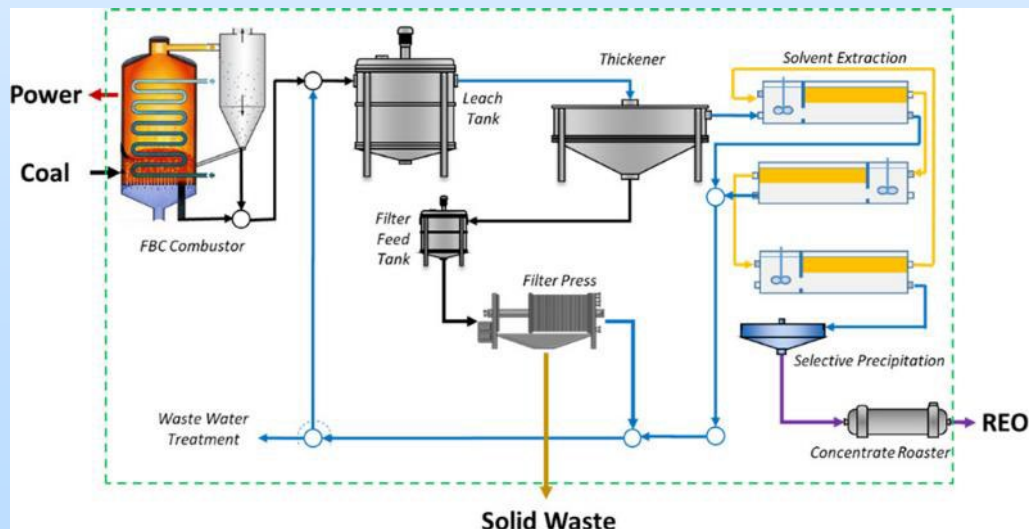 Power
Coal
FBC Combustor
Leach
Tank
Thickener
Solvent Extraction
Filter
Feed
Tank
Filter Press
Selective Precipitation
Waste Water
Treatment
Concentrate Roaster
REO
Solid Waste